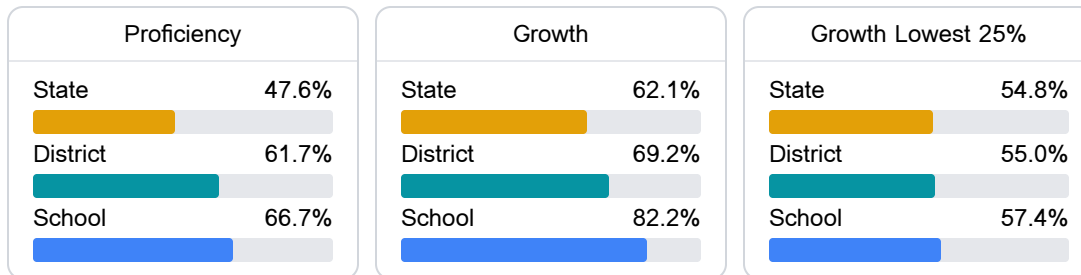 Proficiency
State 47.6%
District 61.7%
School 66.7%
Growth
State 62.1%
District 69.2%
School 82.2%
Growth Lowest 25%
State 54.8%
District 55.0%
School 57.4%